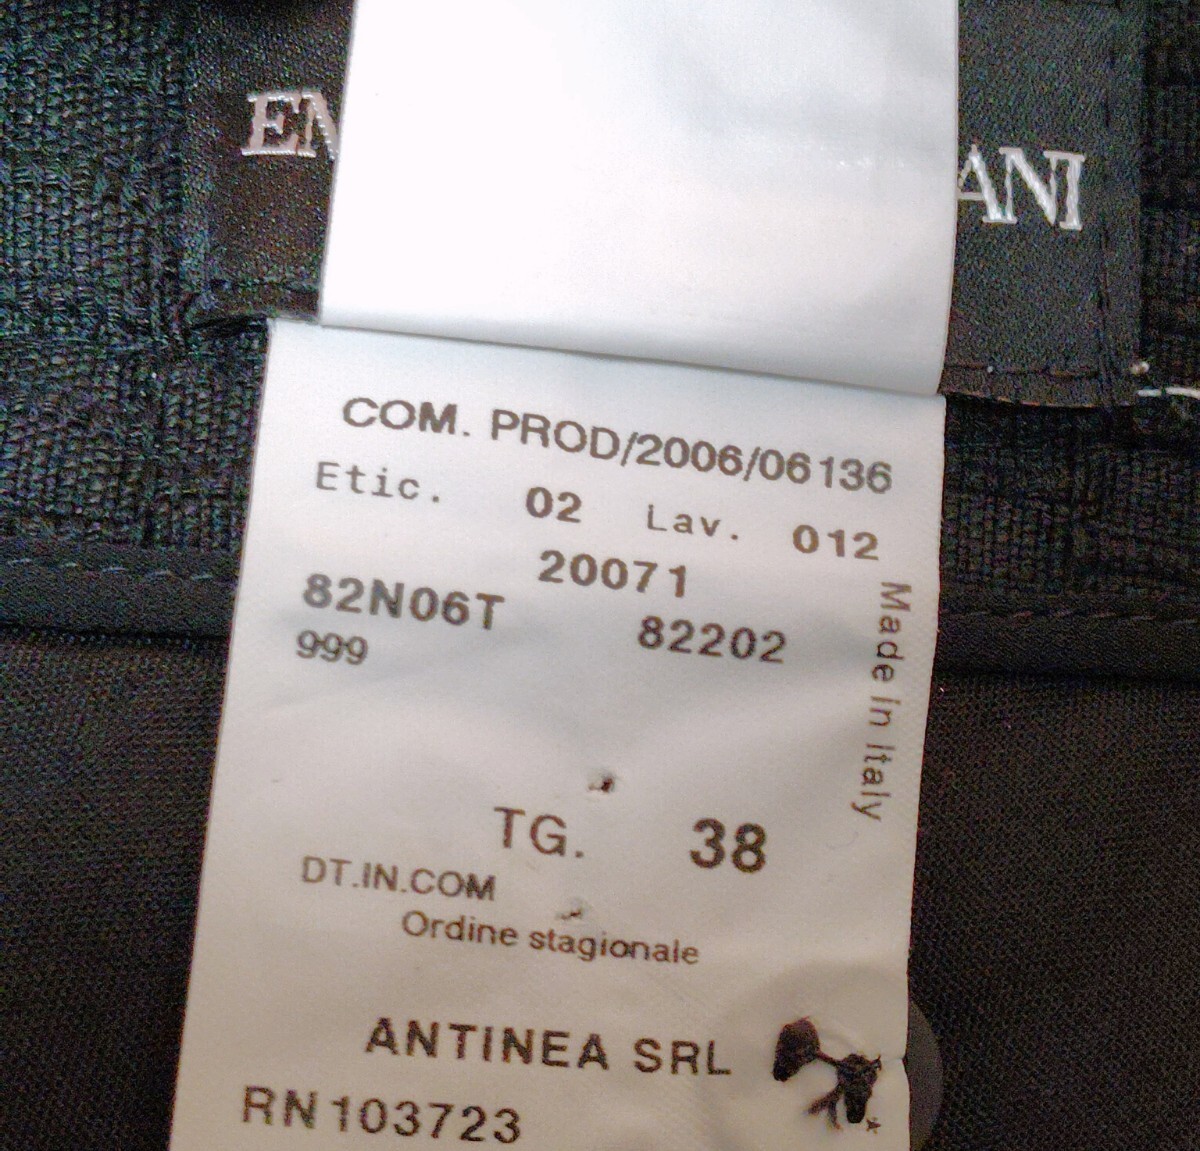 EM
ANI
COM. PROD/2006/06136
Etic. 02 Lav. 012
20071
82N06T 82202
999
Made In Italy
TG. 38
DT.IN.COM
Ordine stagionale
ANTINEA SRL
RN103723